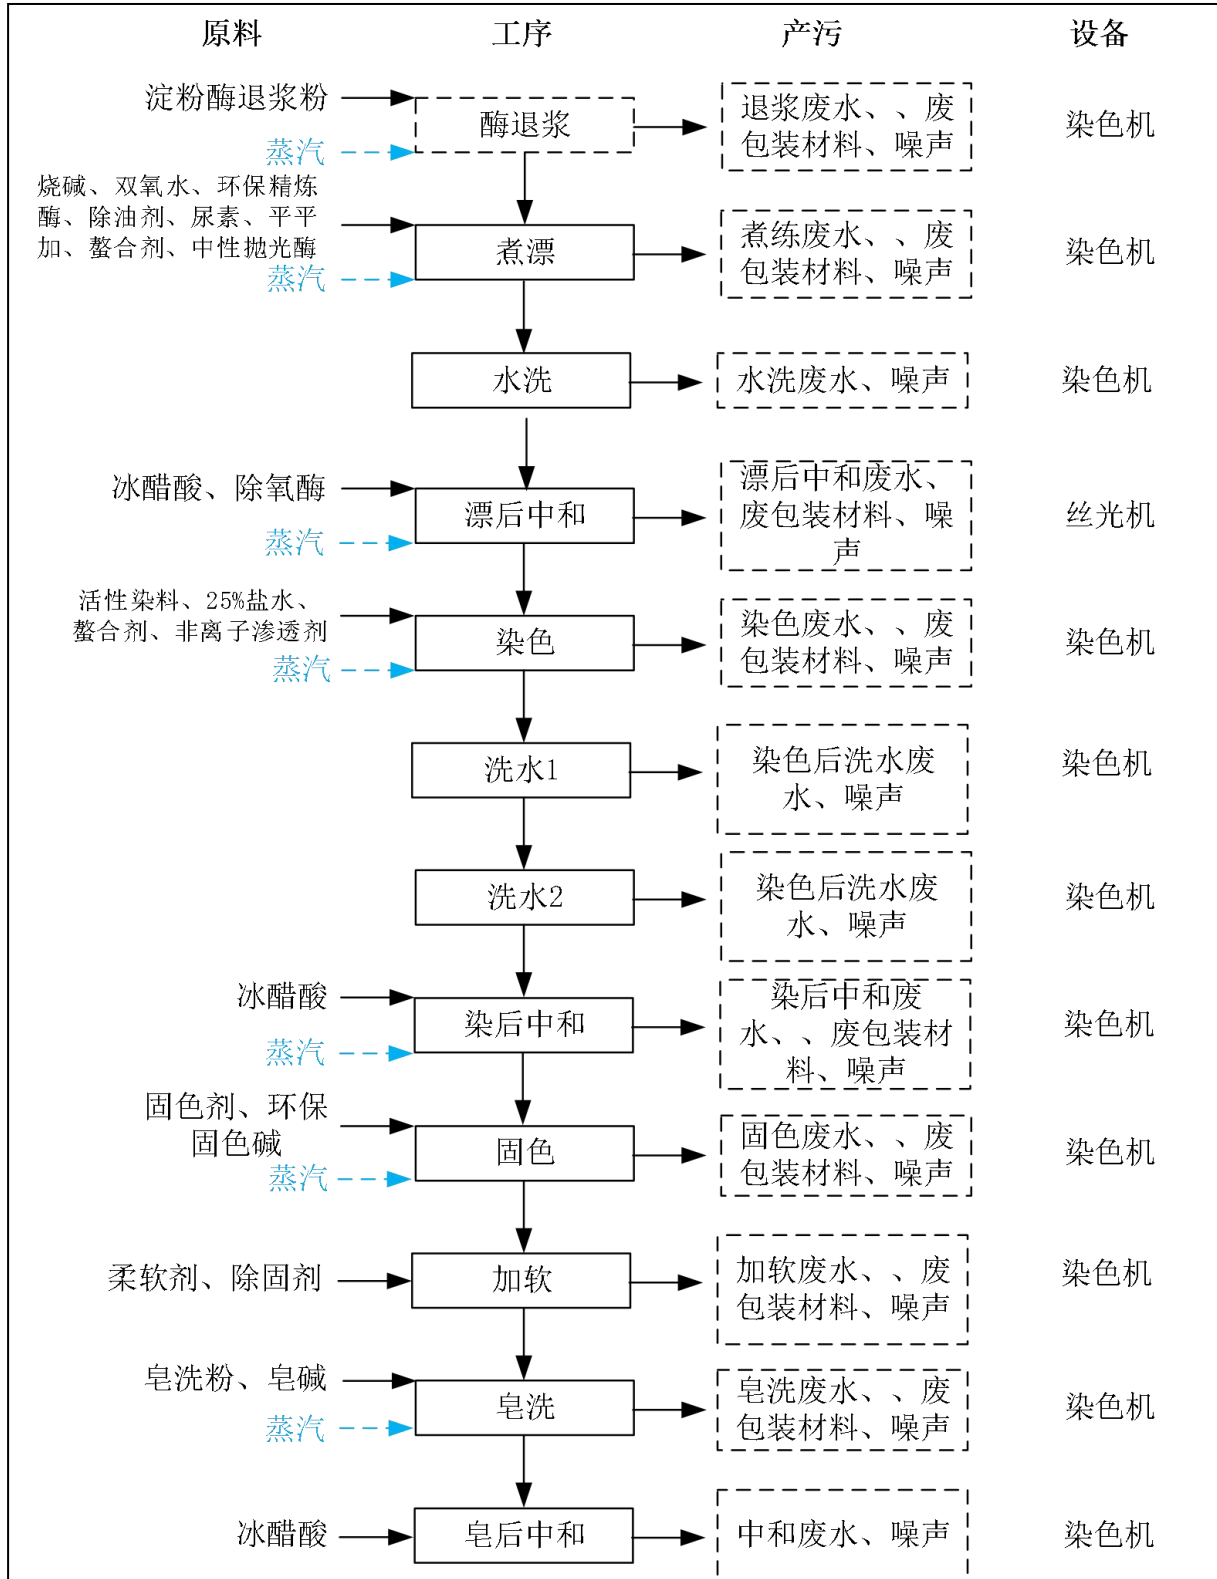 原料 工序 产污 设备
淀粉酶退浆粉
蒸汽
酶退浆
退浆废水、、废
包装材料、噪声
染色机
烧碱、双氧水、环保精炼
酶、除油剂、尿素、平平
加、螯合剂、中性抛光酶
蒸汽
煮漂
煮练废水、、废
包装材料、噪声
染色机
水洗
水洗废水、噪声
染色机
冰醋酸、除氧酶
蒸汽
漂后中和
漂后中和废水、
废包装材料、噪
声
丝光机
活性染料、25%盐水、
螯合剂、非离子渗透剂
蒸汽
染色
染色废水、、废
包装材料、噪声
染色机
洗水1
染色后洗水废
水、噪声
染色机
洗水2
染色后洗水废
水、噪声
染色机
冰醋酸
蒸汽
染后中和
染后中和废
水、、废包装材
料、噪声
染色机
固色剂、环保
固色碱
蒸汽
固色
固色废水、、废
包装材料、噪声
染色机
柔软剂、除固剂
加软
加软废水、、废
包装材料、噪声
染色机
皂洗粉、皂碱
蒸汽
皂洗
皂洗废水、、废
包装材料、噪声
染色机
冰醋酸
皂后中和
中和废水、噪声
染色机